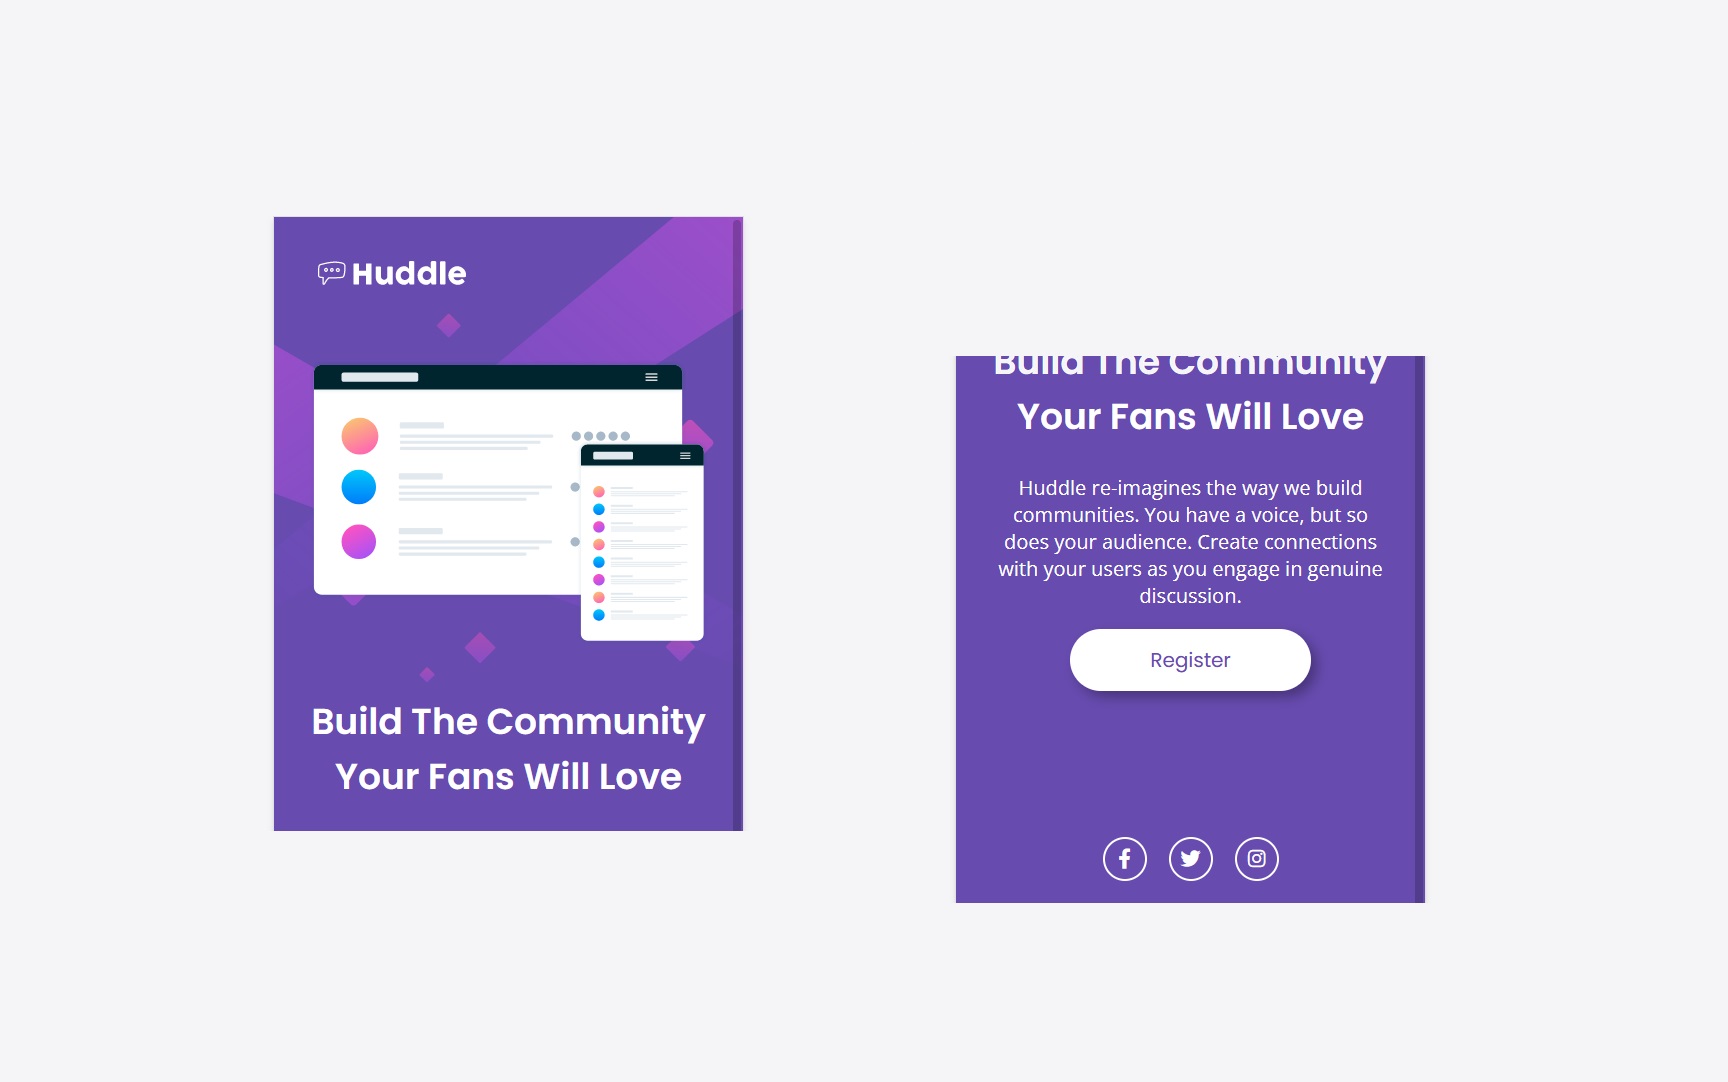 Huddle
Build The Community
Your Fans Will Love
Build The Community
Your Fans Will Love
Huddle re-imagines the way we build
communities. You have a voice, but so
does your audience. Create connections
with your users as you engage in genuine
discussion.
Register